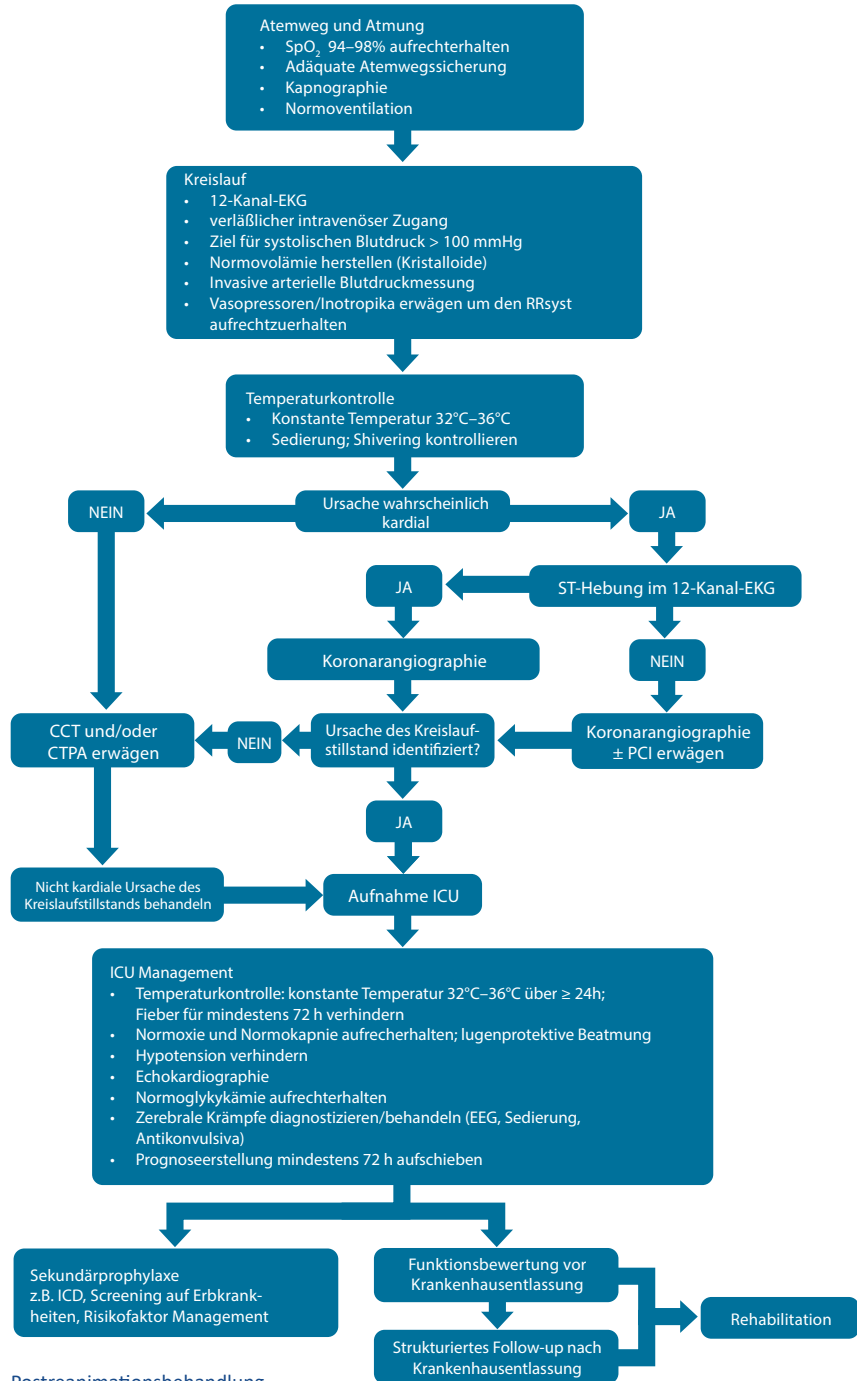 Atemweg und Atmung
• SpO₂ 94–98% aufrechterhalten
• Adäquate Atemwegssicherung
• Kapnographie
• Normoventilation
Kreislauf
• 12-Kanal-EKG
• verläßlicher intravenöser Zugang
• Ziel für systolischen Blutdruck > 100 mmHg
• Normovolämie herstellen (Kristalloide)
• Invasive arterielle Blutdruckmessung
• Vasopressoren/Inotropika erwägen um den RRsyst
aufrechtzuerhalten
Temperaturkontrolle
• Konstante Temperatur 32°C–36°C
• Sedierung; Shivering kontrollieren
NEIN
Ursache wahrscheinlich
kardial
JA
JA
ST-Hebung im 12-Kanal-EKG
Koronarangiographie
NEIN
CCT und/oder
CTPA erwägen
NEIN
Ursache des Kreislauf-
stillstand identifiziert?
Koronarangiographie
± PCI erwägen
JA
Nicht kardiale Ursache des
Kreislaufstillstands behandeln
Aufnahme ICU
ICU Management
• Temperaturkontrolle: konstante Temperatur 32°C–36°C über ≥ 24h;
Fieber für mindestens 72 h verhindern
• Normoxie und Normokapnie aufrecherhalten; lugenprotektive Beatmung
• Hypotension verhindern
• Echokardiographie
• Normoglykykämie aufrechterhalten
• Zerebrale Krämpfe diagnostizieren/behandeln (EEG, Sedierung,
Antikonvulsiva)
• Prognoseerstellung mindestens 72 h aufschieben
Sekundärprophylaxe
z.B. ICD, Screening auf Erbkrank-
heiten, Risikofaktor Management
Funktionsbewertung vor
Krankenhausentlassung
Rehabilitation
Strukturiertes Follow-up nach
Krankenhausentlassung
Postreanimationsbehandlung